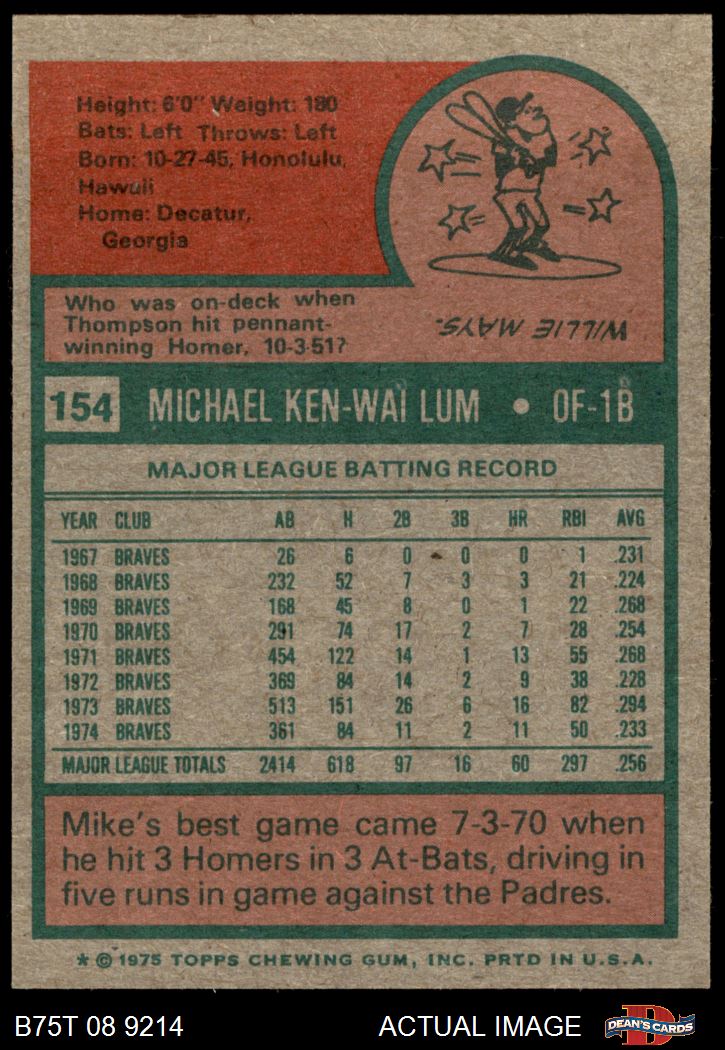 Height: 6'0" Weight: 180
Bats: Left Throws: Left
Born: 10-27-45, Honolulu,
Hawaii
Home: Decatur,
Georgia
Who was on-deck when
Thompson hit pennant-
winning Homer, 10-3-51?
WILLIE MAYS.
154 MICHAEL KEN-WAI LUM • OF-1B
MAJOR LEAGUE BATTING RECORD
YEAR CLUB AB H 2B 3B HR RBI AVG
1967 BRAVES 26 6 0 0 0 1 .231
1968 BRAVES 232 52 7 3 3 21 .224
1969 BRAVES 168 45 8 0 1 22 .268
1970 BRAVES 291 74 17 2 7 28 .254
1971 BRAVES 454 122 14 1 13 55 .268
1972 BRAVES 369 84 14 2 9 38 .228
1973 BRAVES 513 151 26 6 16 82 .294
1974 BRAVES 361 84 11 2 11 50 .233
MAJOR LEAGUE TOTALS 2414 618 97 16 60 297 .256
Mike's best game came 7-3-70 when
he hit 3 Homers in 3 At-Bats, driving in
five runs in game against the Padres.
* © 1975 TOPPS CHEWING GUM, INC. PRTD IN U.S.A.
B75T 08 9214 ACTUAL IMAGE D DEAN'S CARDS